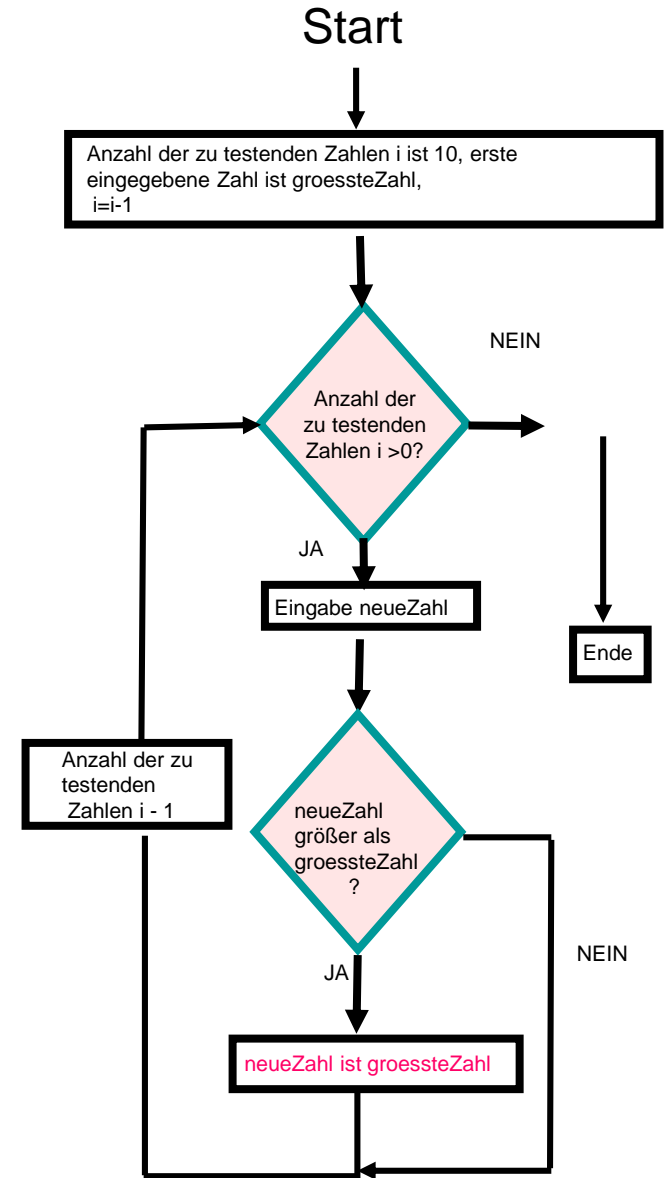 Start
Anzahl der zu testenden Zahlen i ist 10, erste
eingegebene Zahl ist groessteZahl,
i=i-1
NEIN
Anzahl der
zu testenden
Zahlen i >0?
JA
Eingabe neueZahl
Ende
Anzahl der zu
testenden
Zahlen i - 1
neueZahl
größer als
groessteZahl
?
NEIN
JA
neueZahl ist groessteZahl